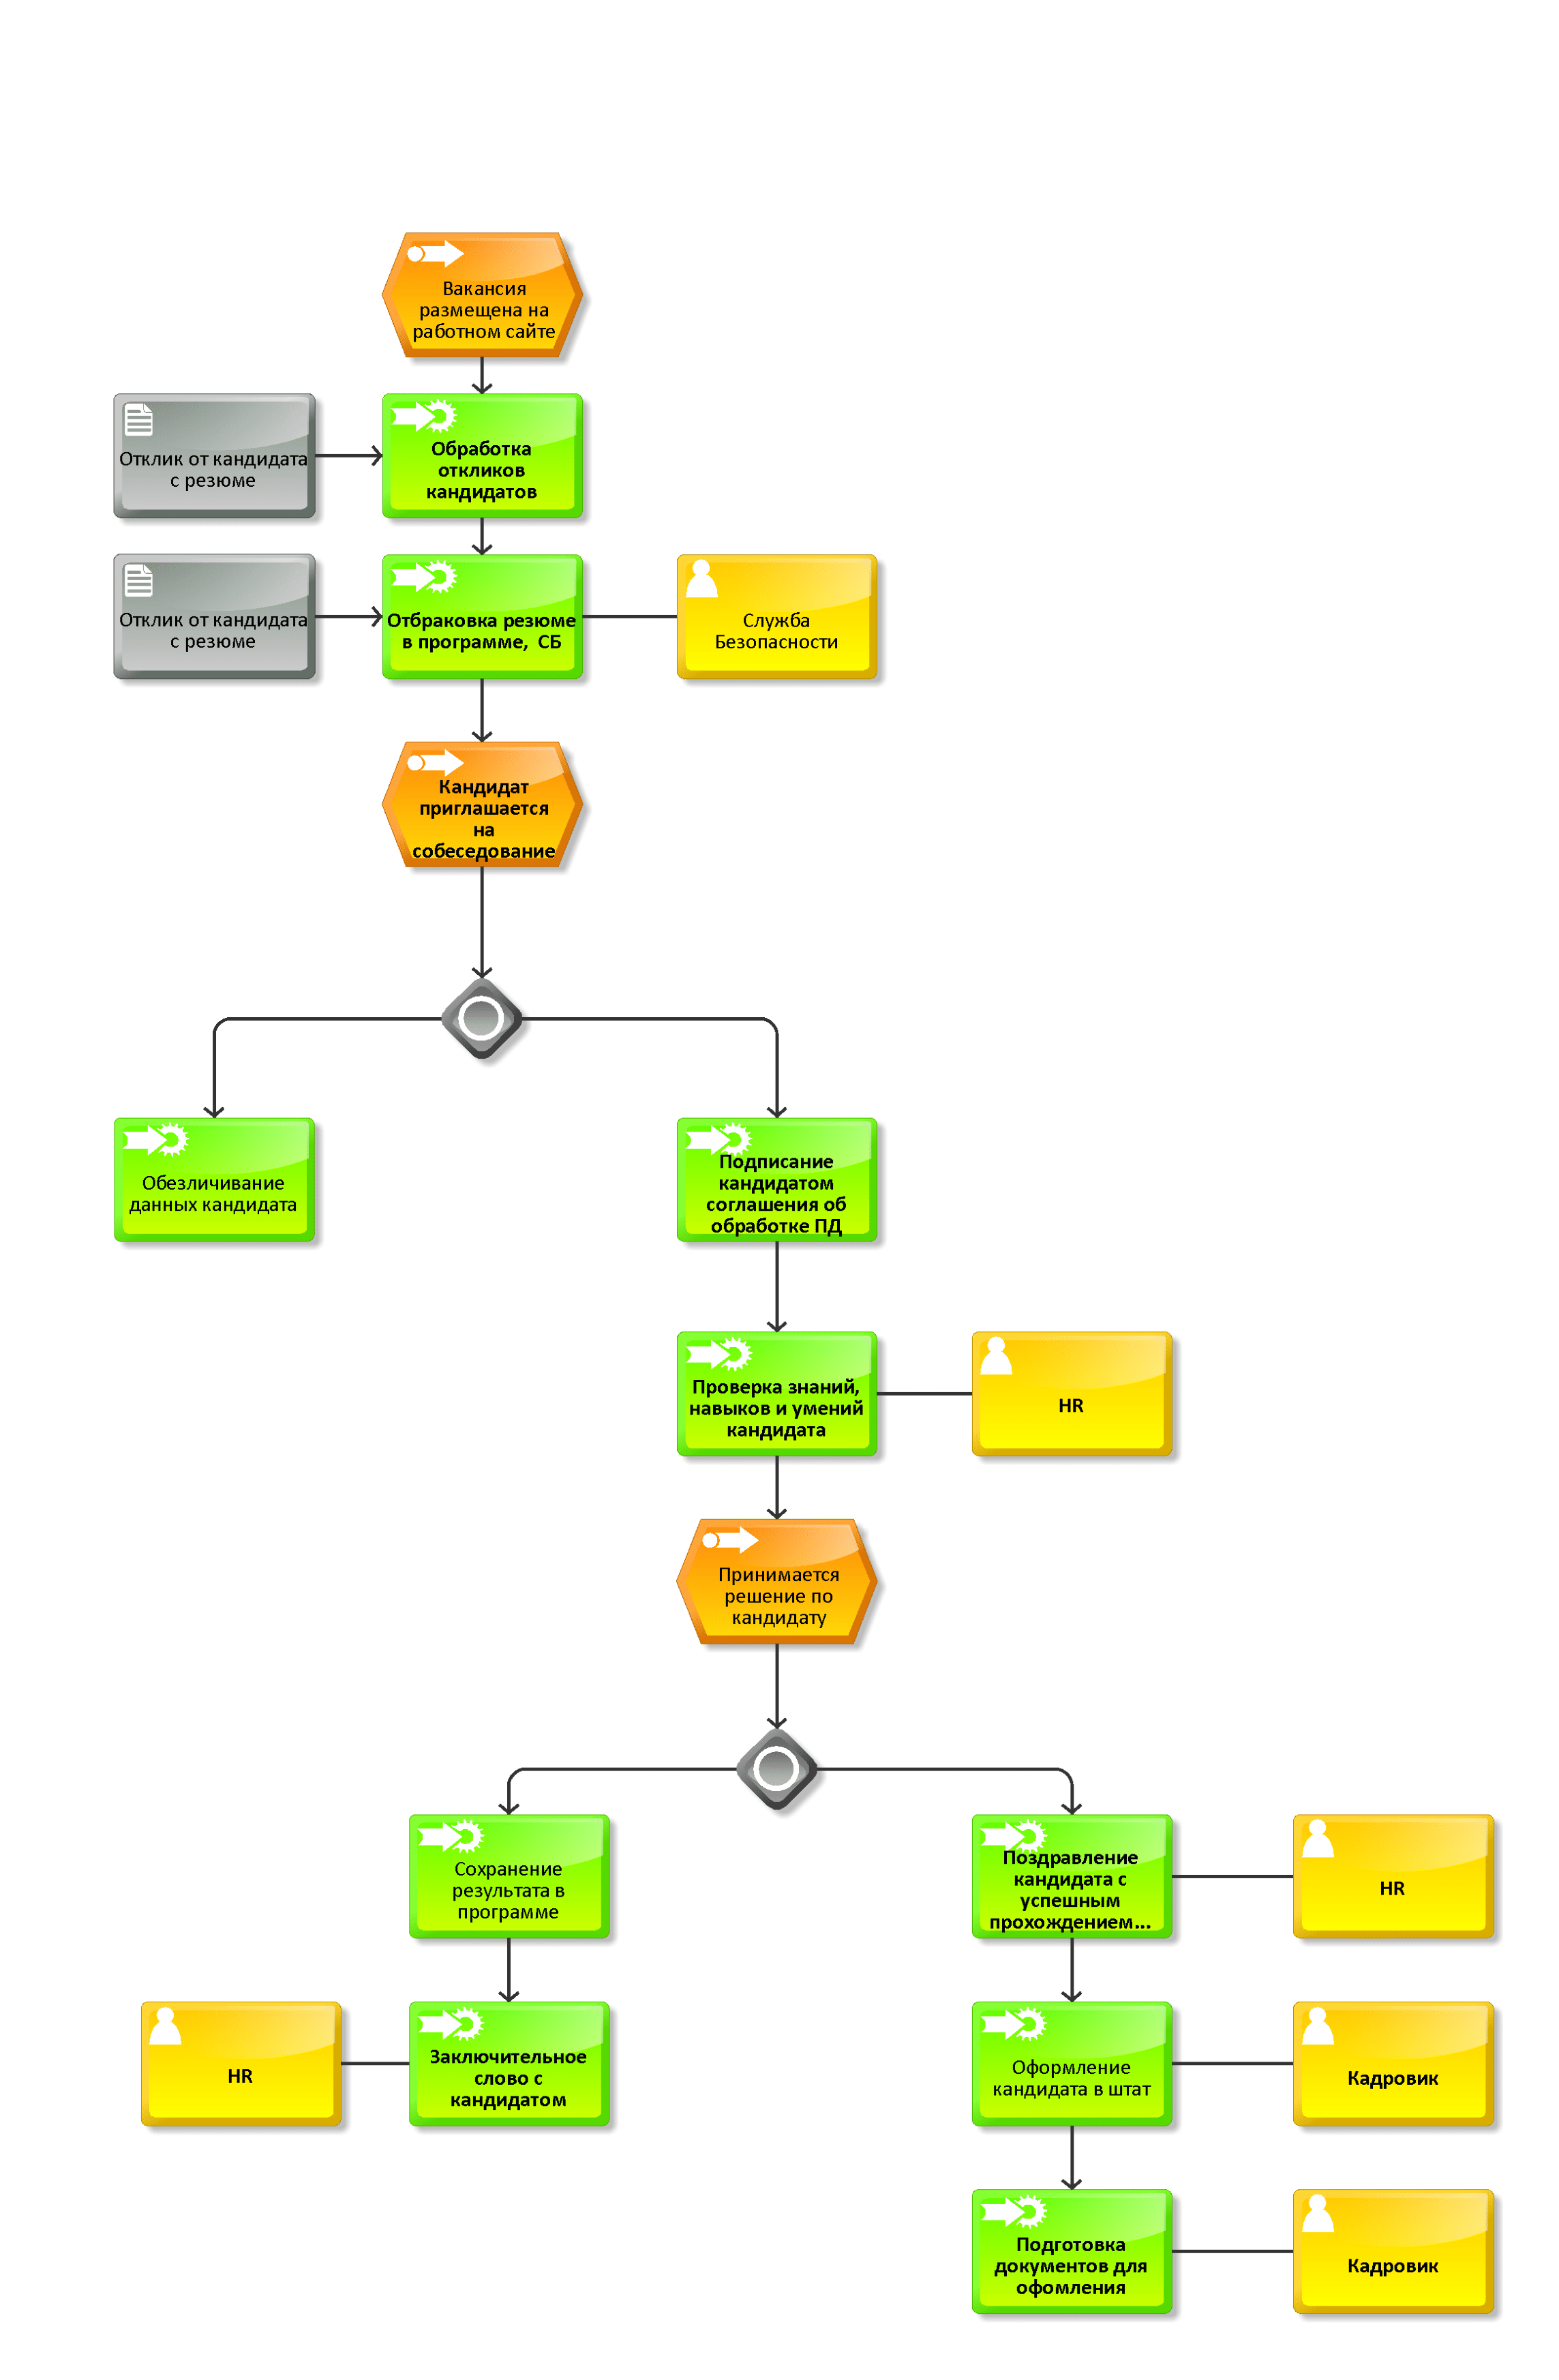 Вакансия
размещена на
работном сайте
Отклик от кандидата
с резюме
Обработка
откликов
кандидатов
Отклик от кандидата
с резюме
Отбраковка резюме
в программе, СБ
Служба
Безопасности
Кандидат
приглашается
на
собеседование
Обезличивание
данных кандидата
Подписание
кандидатом
соглашения об
обработке ПД
Проверка знаний,
навыков и умений
кандидата
HR
Принимается
решение по
кандидату
Сохранение
результата в
программе
Поздравление
кандидата с
успешным
прохождением...
HR
HR
Заключительное
слово с
кандидатом
Оформление
кандидата в штат
Кадровик
Подготовка
документов для
офомления
Кадровик